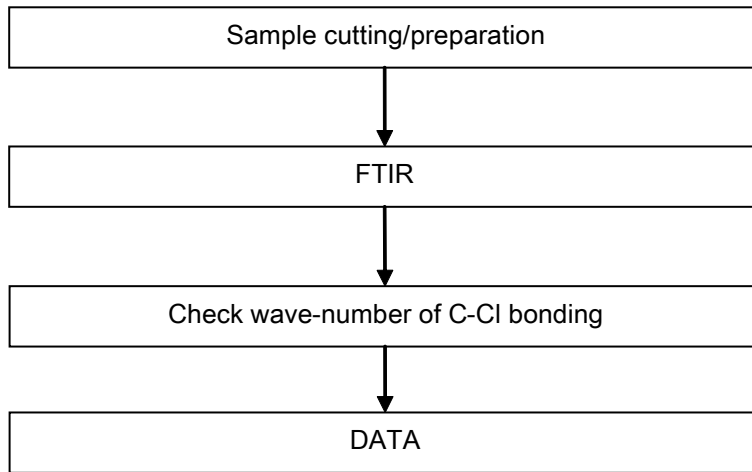 Sample cutting/preparation
FTIR
Check wave-number of C-Cl bonding
DATA